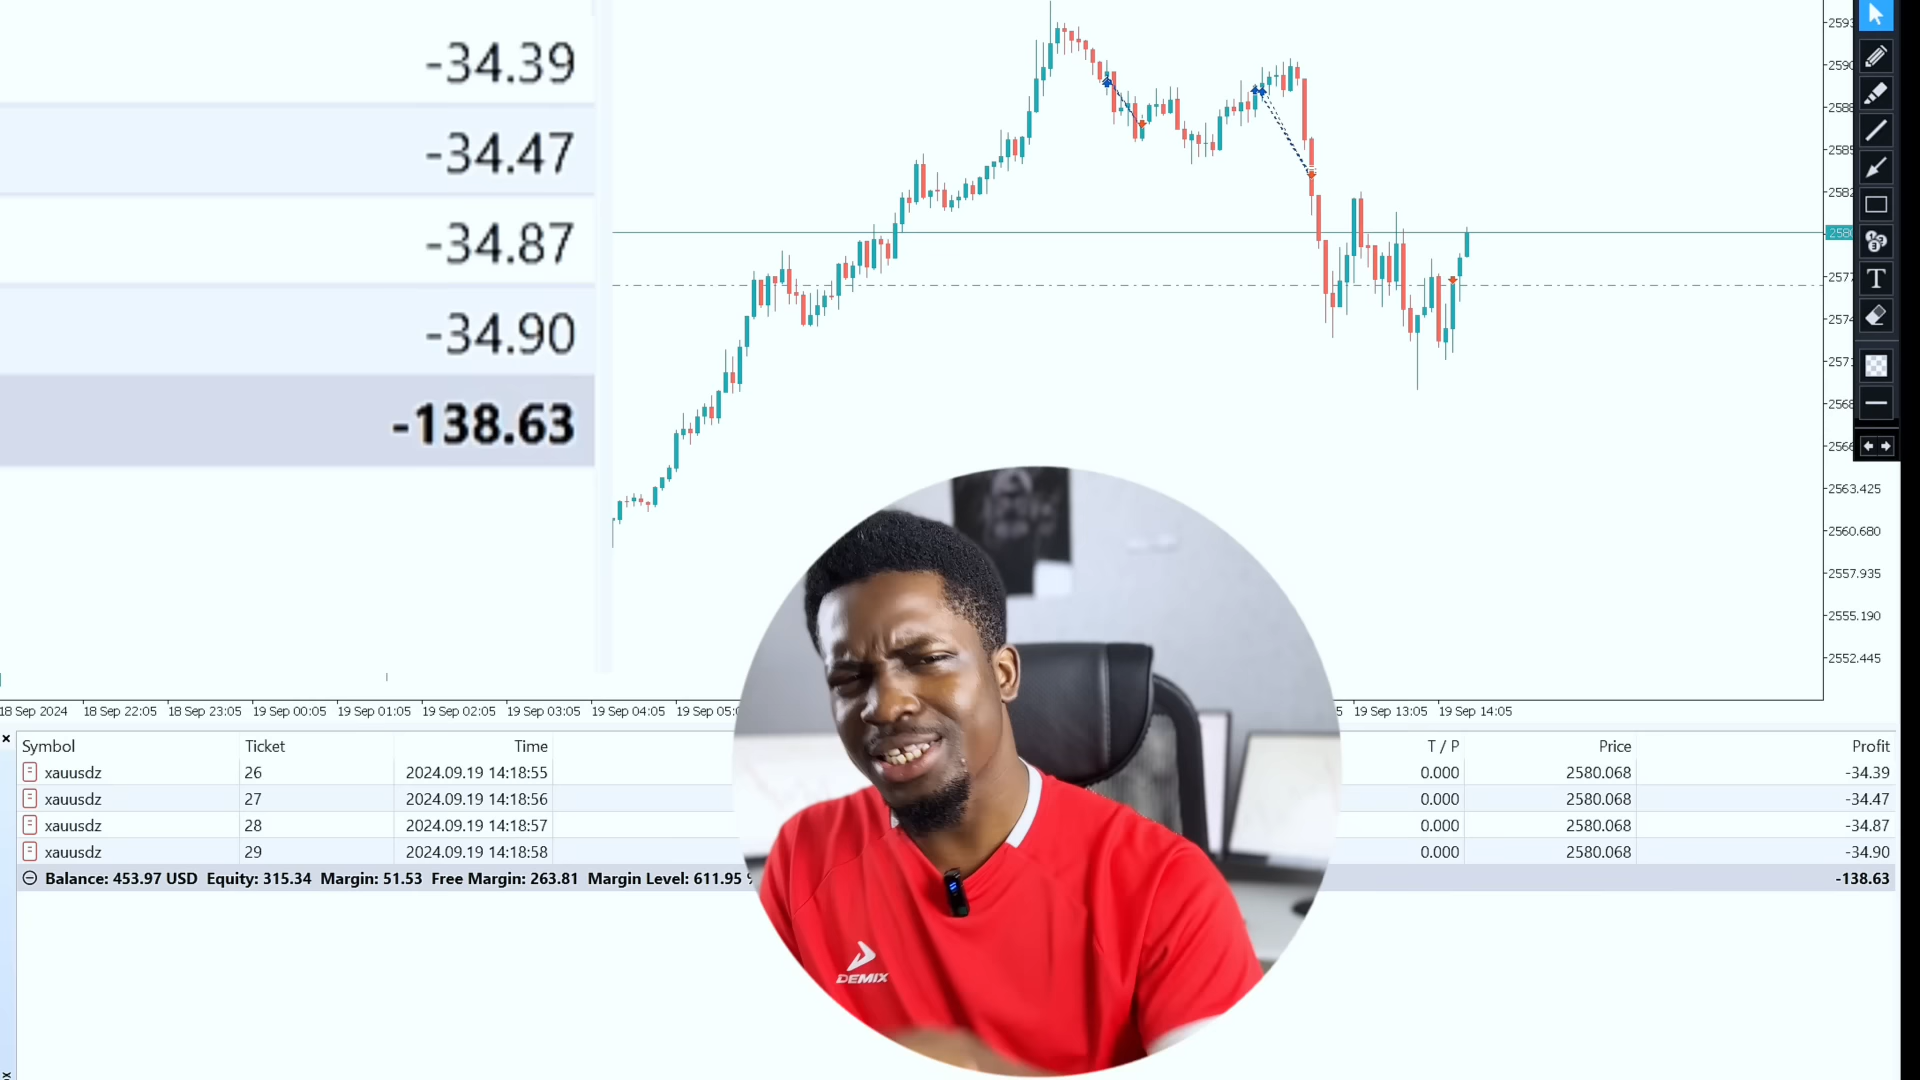 -34.39
-34.47
-34.87
-34.90
-138.63
2563.425
2560.680
2557.935
2555.190
2552.445
T
18 Sep 2024 18 Sep 22:05 18 Sep 23:05 19 Sep 00:05 19 Sep 01:05 19 Sep 02:05 19 Sep 03:05 19 Sep 04:05 19 Sep 13:05 19 Sep 14:05
Symbol Ticket Time T / P Price Profit
xauusdz 26 2024.09.19 14:18:55 0.000 2580.068 -34.39
xauusdz 27 2024.09.19 14:18:56 0.000 2580.068 -34.47
xauusdz 28 2024.09.19 14:18:57 0.000 2580.068 -34.87
xauusdz 29 2024.09.19 14:18:58 0.000 2580.068 -34.90
Balance: 453.97 USD Equity: 315.34 Margin: 51.53 Free Margin: 263.81 Margin Level: 611.95 -138.63
DEMIX